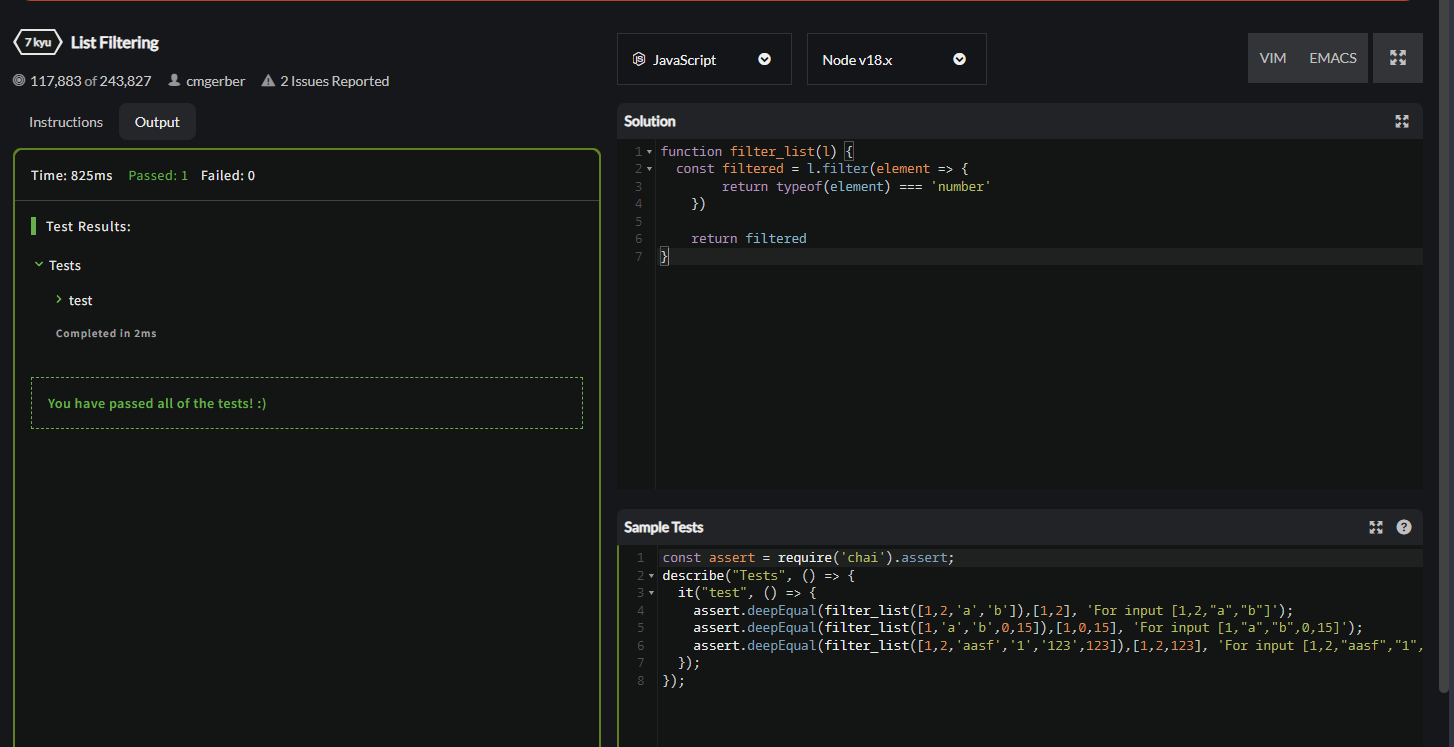 7 kyu List Filtering
117,883 of 243,827 cmgerber 2 Issues Reported
Instructions Output
Time: 825ms Passed: 1 Failed: 0
Test Results:
Tests
test
Completed in 2ms
You have passed all of the tests! :)
JavaScript Node v18.x VIM EMACS
Solution
1 function filter_list(l) {
2 const filtered = l.filter(element => {
3 return typeof(element) === 'number'
4 })
5
6 return filtered
7 }
Sample Tests ?
1 const assert = require('chai').assert;
2 describe("Tests", () => {
3 it("test", () => {
4 assert.deepEqual(filter_list([1,2,'a','b']),[1,2], 'For input [1,2,"a","b"]');
5 assert.deepEqual(filter_list([1,'a','b',0,15]),[1,0,15], 'For input [1,"a","b",0,15]');
6 assert.deepEqual(filter_list([1,2,'aasf','1','123',123]),[1,2,123], 'For input [1,2,"aasf","1",
7 });
8 });